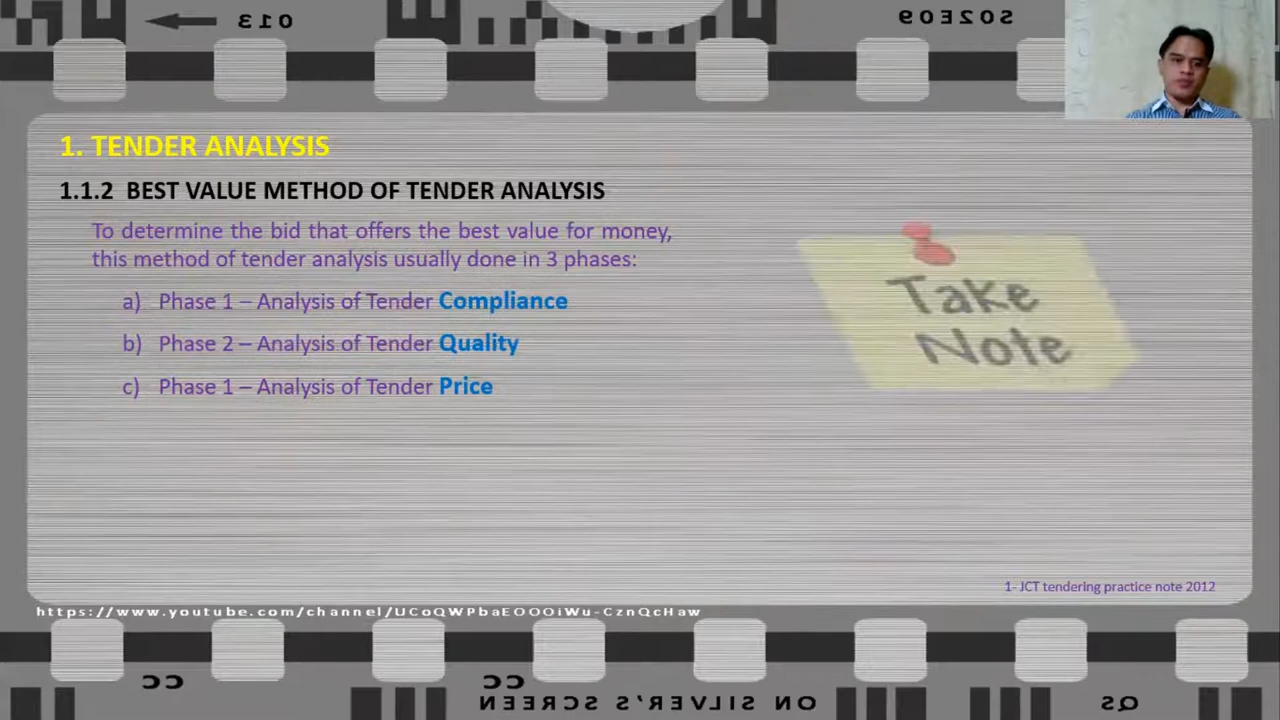 013
S02E09
1. TENDER ANALYSIS
1.1.2 BEST VALUE METHOD OF TENDER ANALYSIS
To determine the bid that offers the best value for money,
this method of tender analysis usually done in 3 phases:
a) Phase 1 – Analysis of Tender Compliance
b) Phase 2 – Analysis of Tender Quality
c) Phase 1 – Analysis of Tender Price
Take
Note
1- JCT tendering practice note 2012
https://www.youtube.com/channel/UCoQWPbaEOOOiWu-CznQcHaw
CC
CC
ON SILVER'S SCREEN
QS